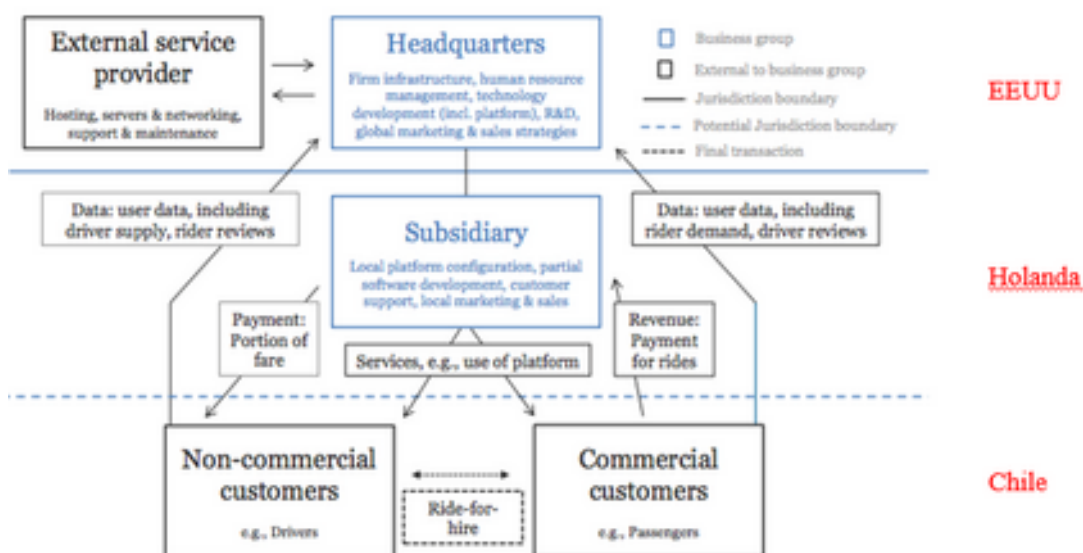 External service
provider
Hosting, servers & networking,
support & maintenance
Headquarters
Firm infrastructure, human resource
management, technology
development (incl. platform), R&D,
global marketing & sales strategies
Business group
External to business group
Jurisdiction boundary
Potential Jurisdiction boundary
Final transaction
EEUU
Data: user data, including
driver supply, rider reviews
Subsidiary
Local platform configuration, partial
software development, customer
support, local marketing & sales
Data: user data, including
rider demand, driver reviews
Holanda
Payment:
Portion of
fare
Services, e.g., use of platform
Revenue:
Payment
for rides
Non-commercial
customers
e.g., Drivers
Ride-for-
hire
Commercial
customers
e.g., Passengers
Chile